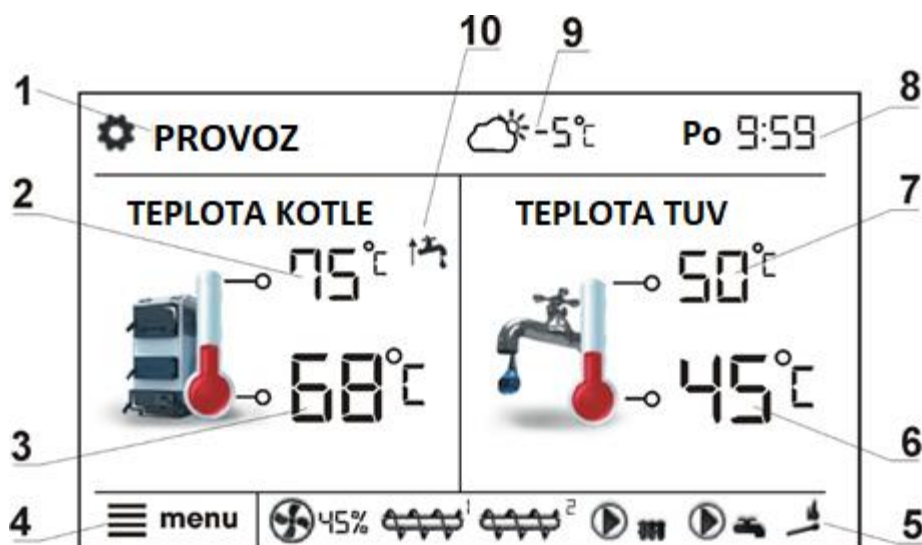 10 9
1 8
PROVOZ -5°C Po 9:59
2 7
TEPLOTA KOTLE TEPLOTA TUV
75°C 50°C
68°C 45°C
3 6
4 menu 45% 1 2 5